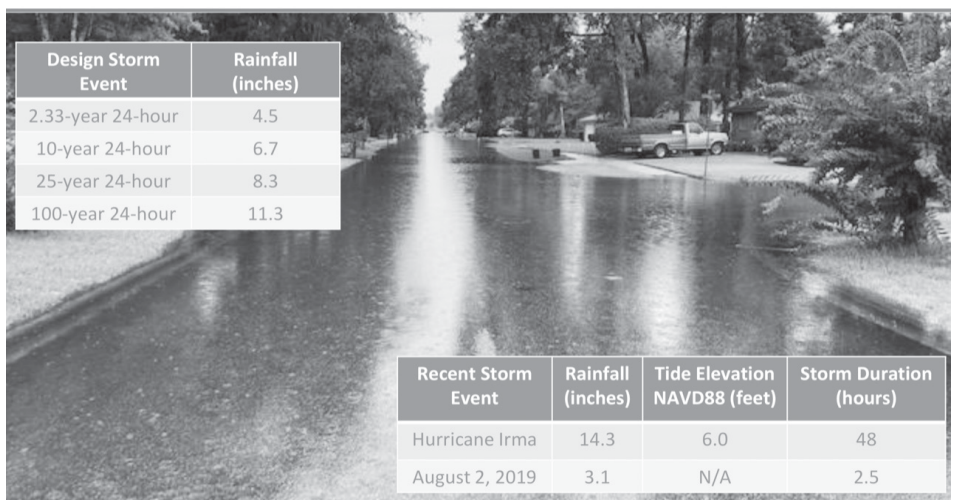 Design Storm Event Rainfall (inches)
2.33-year 24-hour 4.5
10-year 24-hour 6.7
25-year 24-hour 8.3
100-year 24-hour 11.3
Recent Storm Event Rainfall (inches) Tide Elevation NAVD88 (feet) Storm Duration (hours)
Hurricane Irma 14.3 6.0 48
August 2, 2019 3.1 N/A 2.5